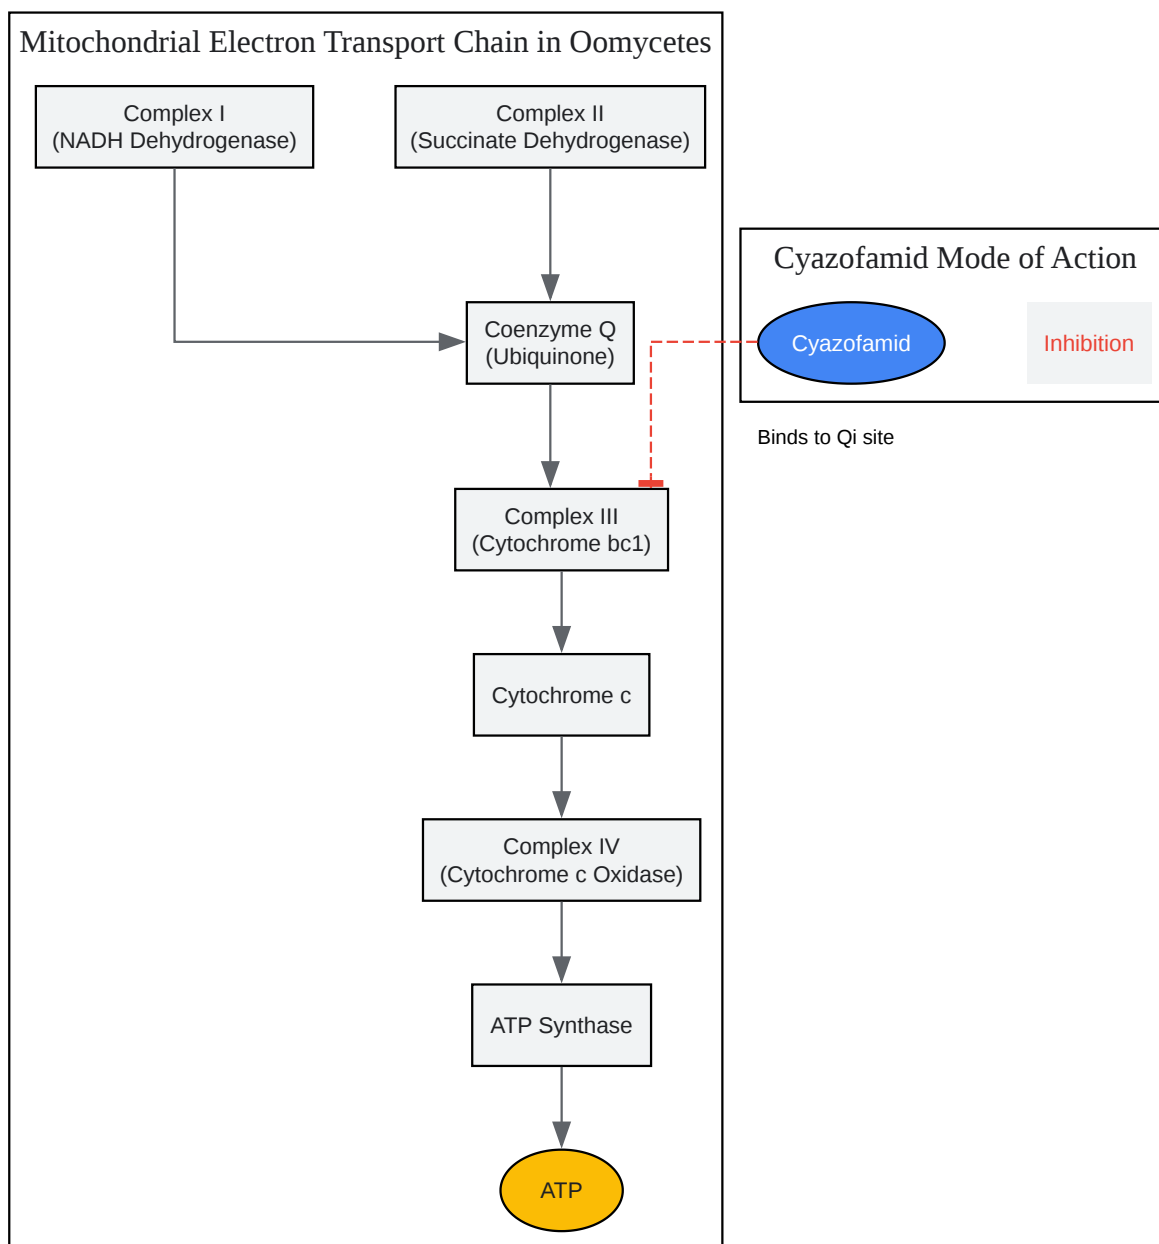 Mitochondrial Electron Transport Chain in Oomycetes
Complex I
(NADH Dehydrogenase)
Complex II
(Succinate Dehydrogenase)
Coenzyme Q
(Ubiquinone)
Complex III
(Cytochrome bc1)
Cytochrome c
Complex IV
(Cytochrome c Oxidase)
ATP Synthase
ATP
Cyazofamid Mode of Action
Cyazofamid
Inhibition
Binds to Qi site